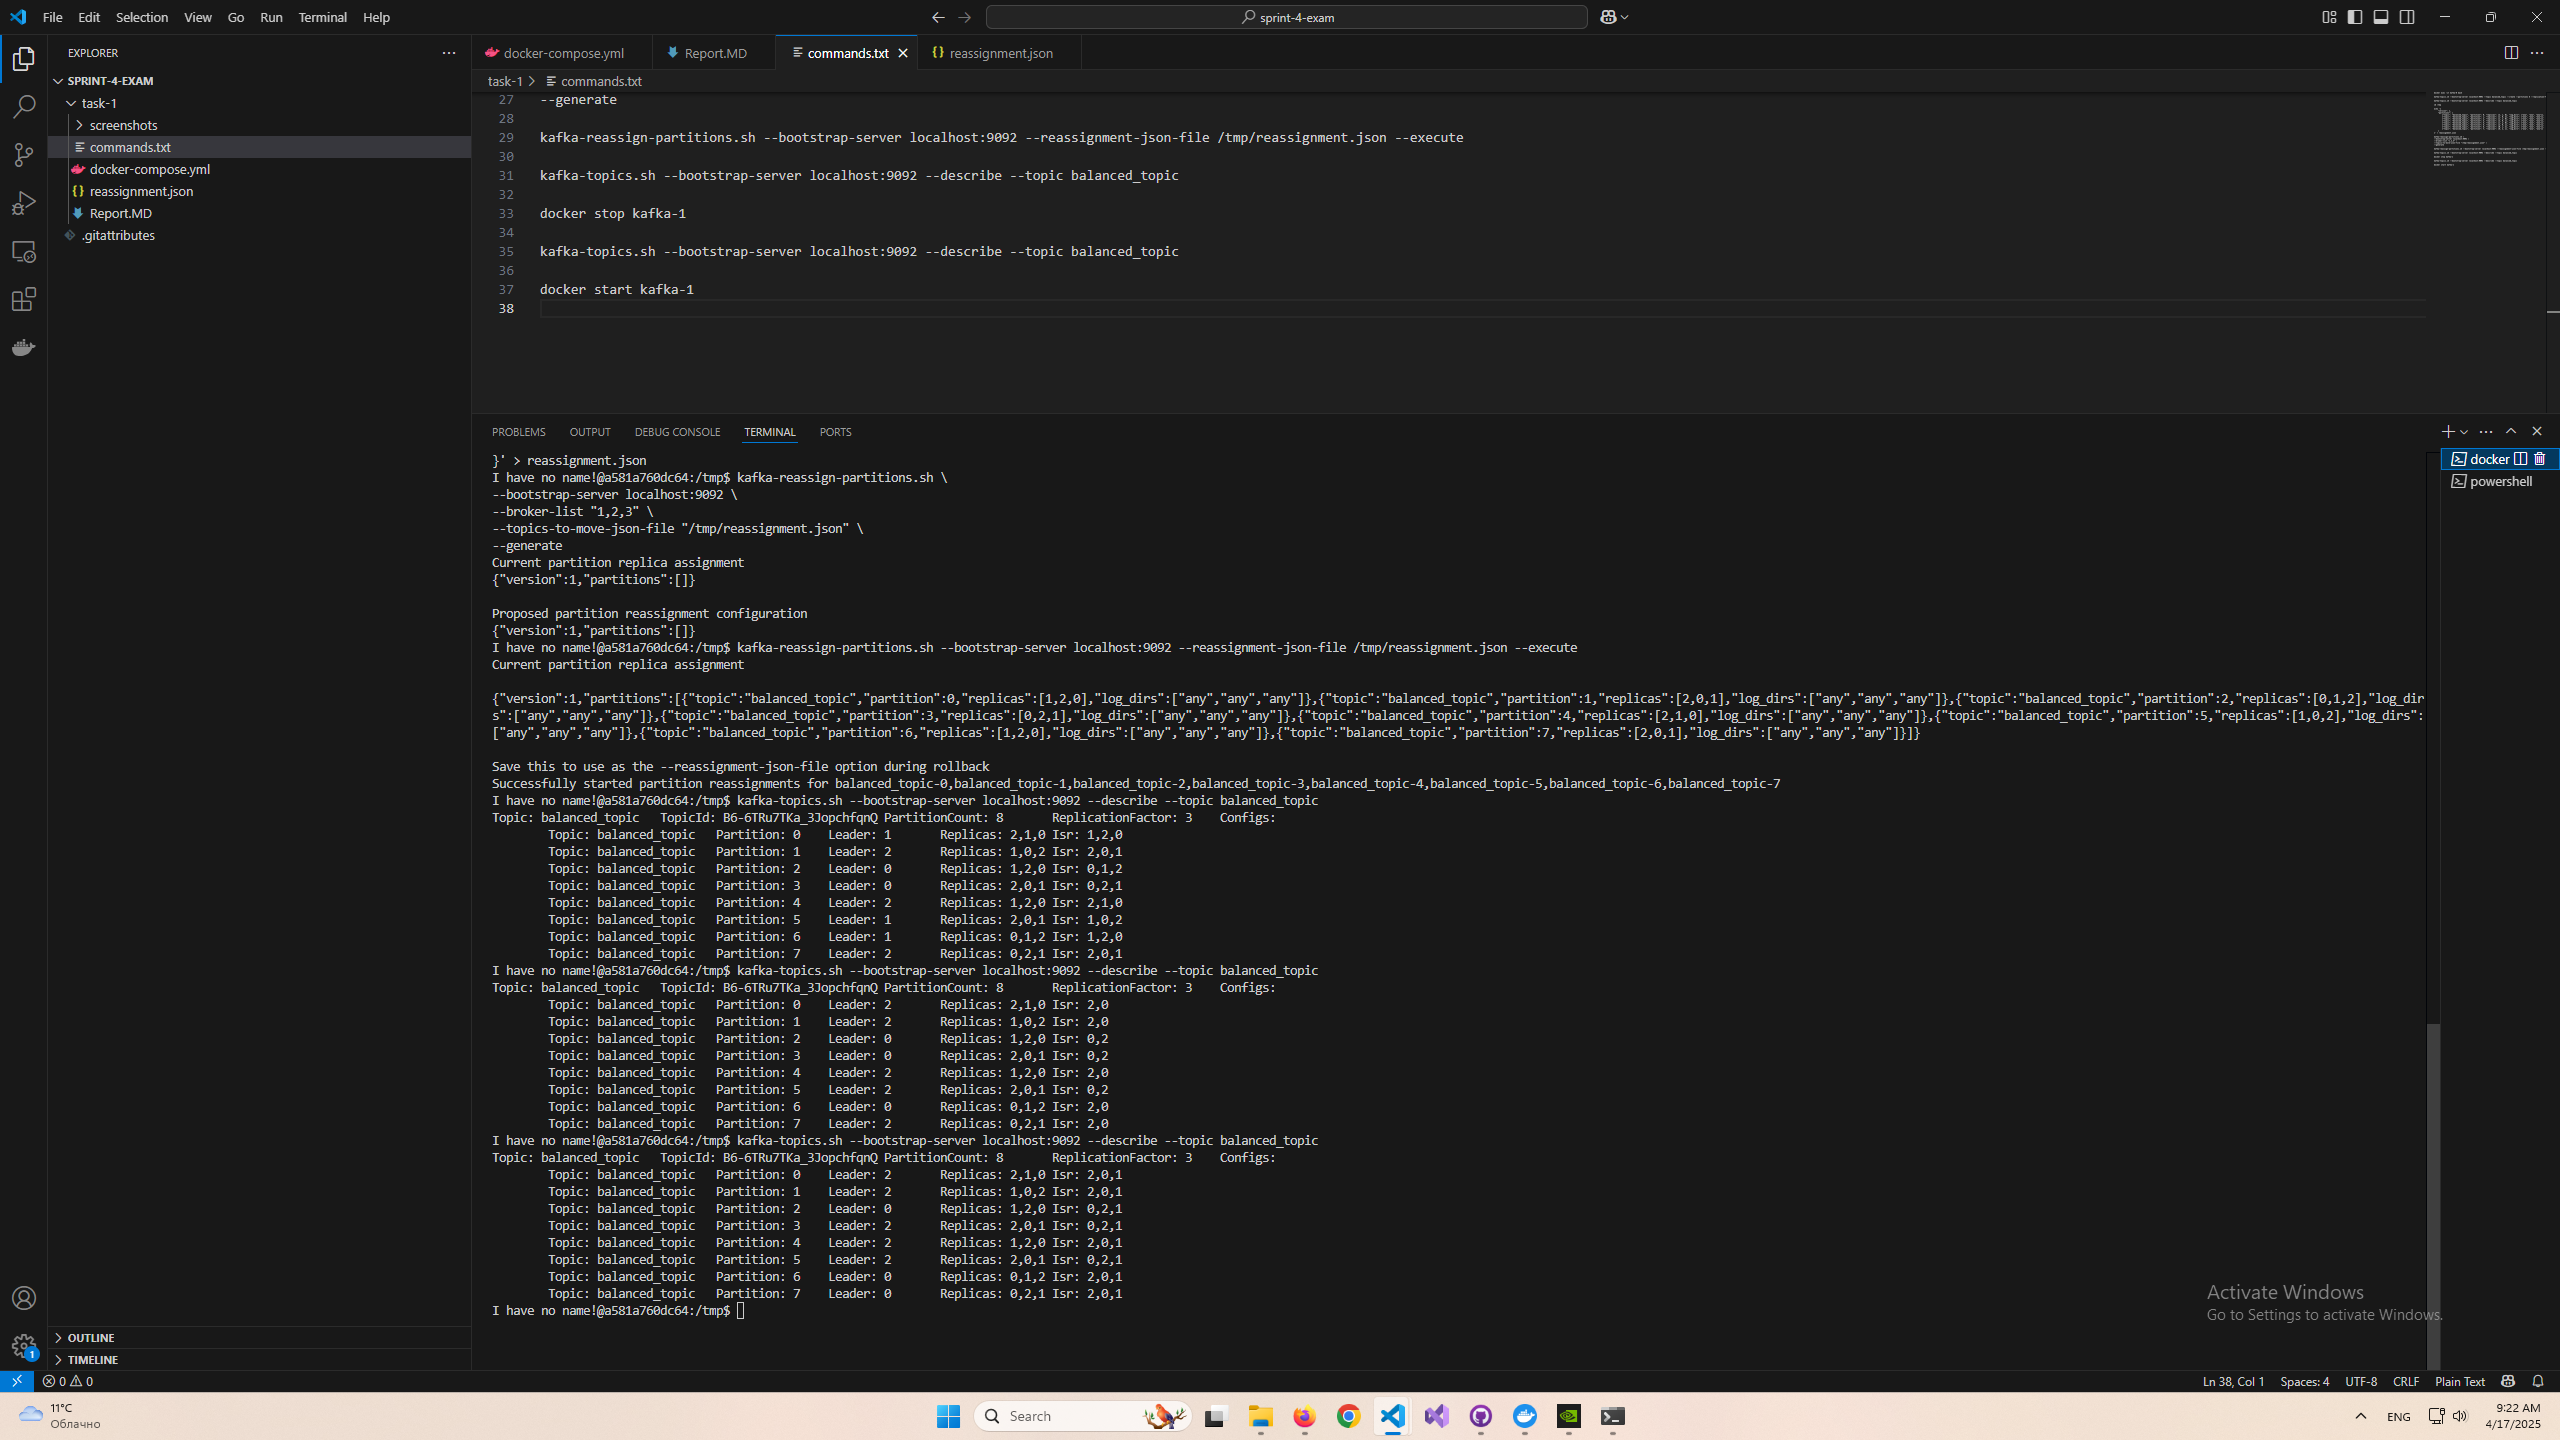 File Edit Selection View Go Run Terminal Help
sprint-4-exam
EXPLORER
SPRINT-4-EXAM
task-1
screenshots
commands.txt
docker-compose.yml
reassignment.json
Report.MD
.gitattributes
OUTLINE
TIMELINE
docker-compose.yml Report.MD commands.txt reassignment.json
task-1 > commands.txt
27 --generate
28
29 kafka-reassign-partitions.sh --bootstrap-server localhost:9092 --reassignment-json-file /tmp/reassignment.json --execute
30
31 kafka-topics.sh --bootstrap-server localhost:9092 --describe --topic balanced_topic
32
33 docker stop kafka-1
34
35 kafka-topics.sh --bootstrap-server localhost:9092 --describe --topic balanced_topic
36
37 docker start kafka-1
38
PROBLEMS OUTPUT DEBUG CONSOLE TERMINAL PORTS
docker
powershell
}' > reassignment.json
I have no name!@a581a760dc64:/tmp$ kafka-reassign-partitions.sh \
--bootstrap-server localhost:9092 \
--broker-list "1,2,3" \
--topics-to-move-json-file "/tmp/reassignment.json" \
--generate
Current partition replica assignment
{"version":1,"partitions":[]}
Proposed partition reassignment configuration
{"version":1,"partitions":[]}
I have no name!@a581a760dc64:/tmp$ kafka-reassign-partitions.sh --bootstrap-server localhost:9092 --reassignment-json-file /tmp/reassignment.json --execute
Current partition replica assignment
{"version":1,"partitions":[{"topic":"balanced_topic","partition":0,"replicas":[1,2,0],"log_dirs":["any","any","any"]},{"topic":"balanced_topic","partition":1,"replicas":[2,0,1],"log_dirs":["any","any","any"]},{"topic":"balanced_topic","partition":2,"replicas":[0,1,2],"log_dir
s":["any","any","any"]},{"topic":"balanced_topic","partition":3,"replicas":[0,2,1],"log_dirs":["any","any","any"]},{"topic":"balanced_topic","partition":4,"replicas":[2,1,0],"log_dirs":["any","any","any"]},{"topic":"balanced_topic","partition":5,"replicas":[1,0,2],"log_dirs":
["any","any","any"]},{"topic":"balanced_topic","partition":6,"replicas":[1,2,0],"log_dirs":["any","any","any"]},{"topic":"balanced_topic","partition":7,"replicas":[2,0,1],"log_dirs":["any","any","any"]}]}
Save this to use as the --reassignment-json-file option during rollback
Successfully started partition reassignments for balanced_topic-0,balanced_topic-1,balanced_topic-2,balanced_topic-3,balanced_topic-4,balanced_topic-5,balanced_topic-6,balanced_topic-7
I have no name!@a581a760dc64:/tmp$ kafka-topics.sh --bootstrap-server localhost:9092 --describe --topic balanced_topic
Topic: balanced_topic TopicId: B6-6TRu7TKa_3JopchfqnQ PartitionCount: 8 ReplicationFactor: 3 Configs:
Topic: balanced_topic Partition: 0 Leader: 1 Replicas: 2,1,0 Isr: 1,2,0
Topic: balanced_topic Partition: 1 Leader: 2 Replicas: 1,0,2 Isr: 2,0,1
Topic: balanced_topic Partition: 2 Leader: 0 Replicas: 1,2,0 Isr: 0,1,2
Topic: balanced_topic Partition: 3 Leader: 0 Replicas: 2,0,1 Isr: 0,2,1
Topic: balanced_topic Partition: 4 Leader: 2 Replicas: 1,2,0 Isr: 2,1,0
Topic: balanced_topic Partition: 5 Leader: 1 Replicas: 2,0,1 Isr: 1,0,2
Topic: balanced_topic Partition: 6 Leader: 1 Replicas: 0,1,2 Isr: 1,2,0
Topic: balanced_topic Partition: 7 Leader: 2 Replicas: 0,2,1 Isr: 2,0,1
I have no name!@a581a760dc64:/tmp$ kafka-topics.sh --bootstrap-server localhost:9092 --describe --topic balanced_topic
Topic: balanced_topic TopicId: B6-6TRu7TKa_3JopchfqnQ PartitionCount: 8 ReplicationFactor: 3 Configs:
Topic: balanced_topic Partition: 0 Leader: 2 Replicas: 2,1,0 Isr: 2,0
Topic: balanced_topic Partition: 1 Leader: 2 Replicas: 1,0,2 Isr: 2,0
Topic: balanced_topic Partition: 2 Leader: 0 Replicas: 1,2,0 Isr: 0,2
Topic: balanced_topic Partition: 3 Leader: 0 Replicas: 2,0,1 Isr: 0,2
Topic: balanced_topic Partition: 4 Leader: 2 Replicas: 1,2,0 Isr: 2,0
Topic: balanced_topic Partition: 5 Leader: 2 Replicas: 2,0,1 Isr: 0,2
Topic: balanced_topic Partition: 6 Leader: 0 Replicas: 0,1,2 Isr: 2,0
Topic: balanced_topic Partition: 7 Leader: 2 Replicas: 0,2,1 Isr: 2,0
I have no name!@a581a760dc64:/tmp$ kafka-topics.sh --bootstrap-server localhost:9092 --describe --topic balanced_topic
Topic: balanced_topic TopicId: B6-6TRu7TKa_3JopchfqnQ PartitionCount: 8 ReplicationFactor: 3 Configs:
Topic: balanced_topic Partition: 0 Leader: 2 Replicas: 2,1,0 Isr: 2,0,1
Topic: balanced_topic Partition: 1 Leader: 2 Replicas: 1,0,2 Isr: 2,0,1
Topic: balanced_topic Partition: 2 Leader: 0 Replicas: 1,2,0 Isr: 0,2,1
Topic: balanced_topic Partition: 3 Leader: 2 Replicas: 2,0,1 Isr: 0,2,1
Topic: balanced_topic Partition: 4 Leader: 2 Replicas: 1,2,0 Isr: 2,0,1
Topic: balanced_topic Partition: 5 Leader: 2 Replicas: 2,0,1 Isr: 0,2,1
Topic: balanced_topic Partition: 6 Leader: 0 Replicas: 0,1,2 Isr: 2,0,1
Topic: balanced_topic Partition: 7 Leader: 0 Replicas: 0,2,1 Isr: 2,0,1
I have no name!@a581a760dc64:/tmp$
Activate Windows
Go to Settings to activate Windows.
1
0 0
Ln 38, Col 1 Spaces: 4 UTF-8 CRLF Plain Text
11°C
Облачно
Search
ENG
9:22 AM
4/17/2025